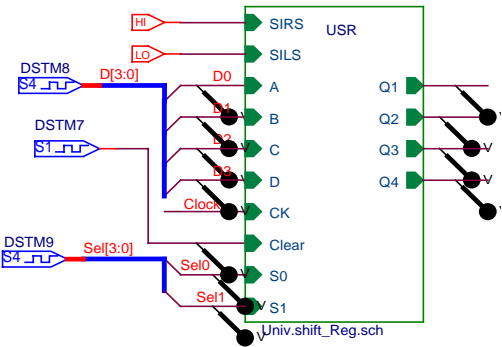 HI
SIRS
USR
LO
SILS
DSTM8
D[3:0]
S4
D0
A
Q1
D1
B
Q2
V
V
DSTM7
D2
C
Q3
V
V
S1
D3
D
Q4
V
V
Clock
CK
V
V
Clear
DSTM9
Sel[3:0]
S4
Sel0
S0
V
Sel1
S1
V
Univ.shift_Reg.sch
V